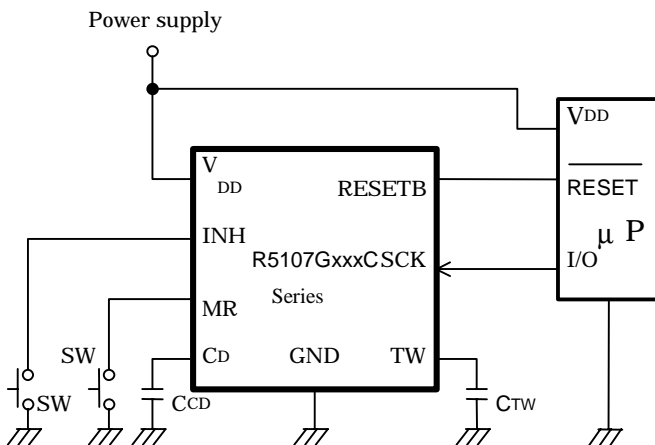 Power supply
VDD
RESETB
RESET
INH
R5107GxxxC SCK
Series
MR
CD
GND
TW
VDD
μ P
I/O
SW
SW
CCD
CTW